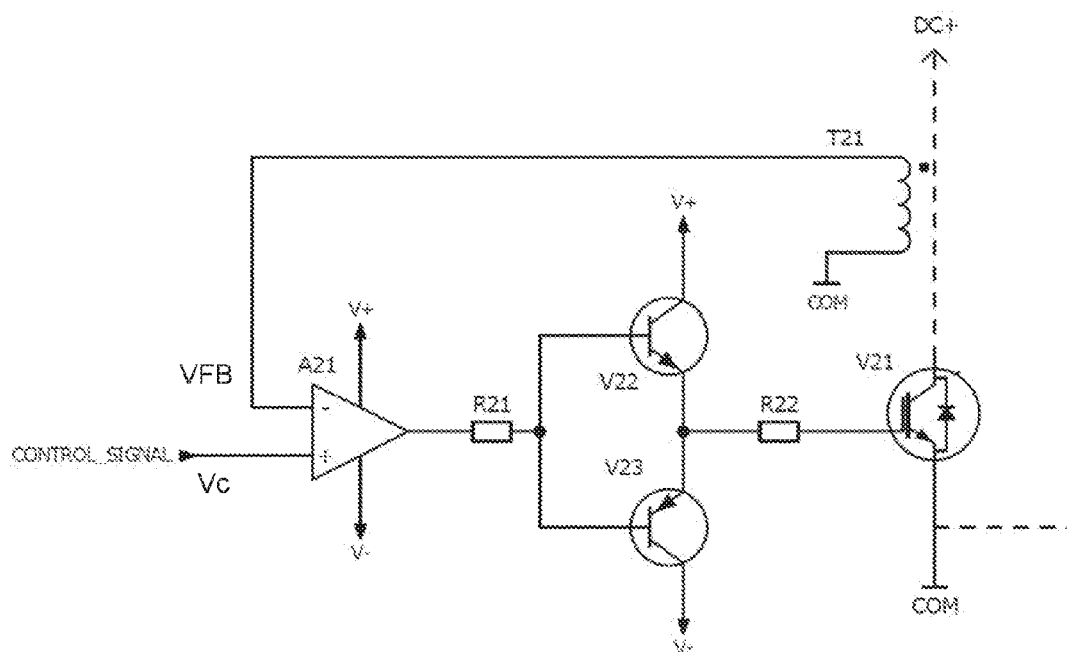 DC+
T21
V+
COM
V+
A21
VFB
V22
V21
R21
R22
-
CONTROL_SIGNAL
+
Vc
V23
V-
COM
V-